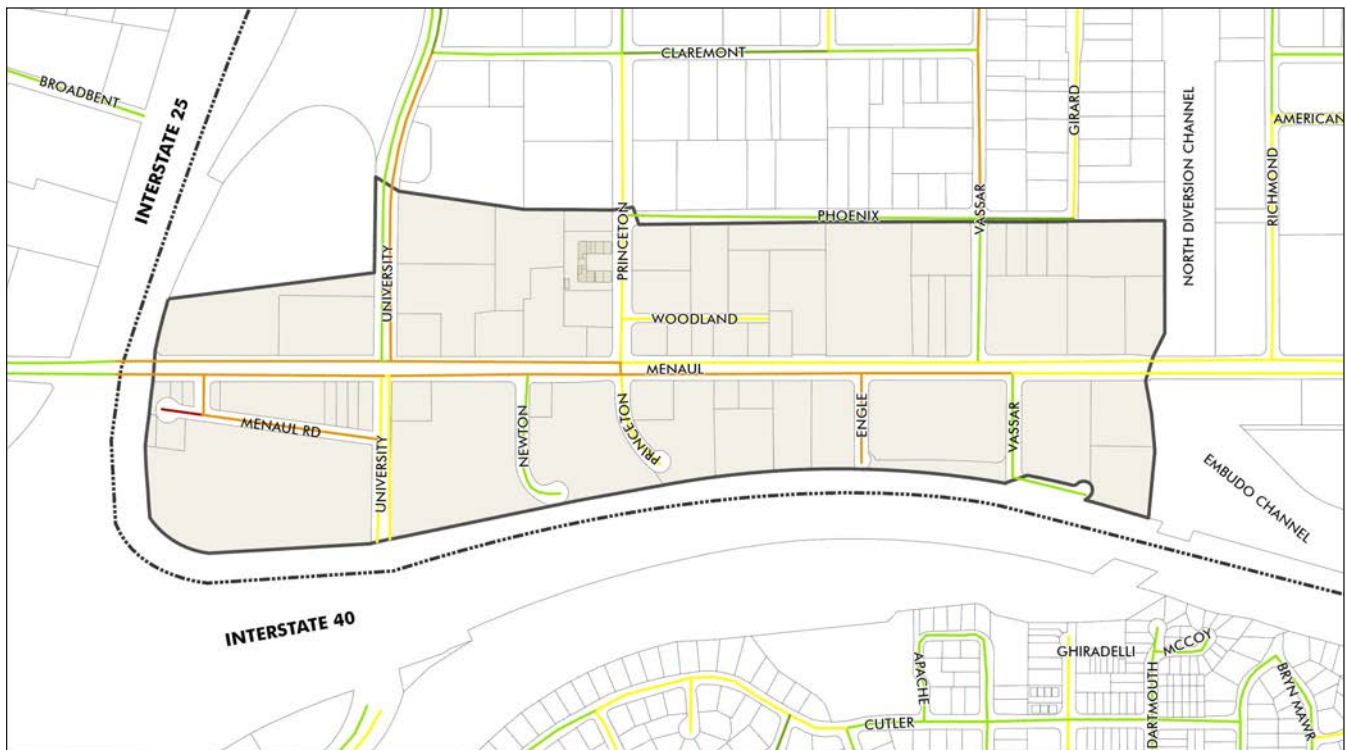 CLAREMONT
BROADBENT
INTERSTATE 25
GIRARD
NORTH DIVERSION CHANNEL
RICHMOND
AMERICAN
PHOENIX
VASSAR
PRINCETON
UNIVERSITY
WOODLAND
MENAUL
MENAUL RD
UNIVERSITY
NEWTON
PRINCETON
ENGLE
VASSAR
EMBUDO CHANNEL
INTERSTATE 40
APACHE
GHIRADELLI
MCCOY
DARTMOUTH
BRYN MAWR
CUTLER